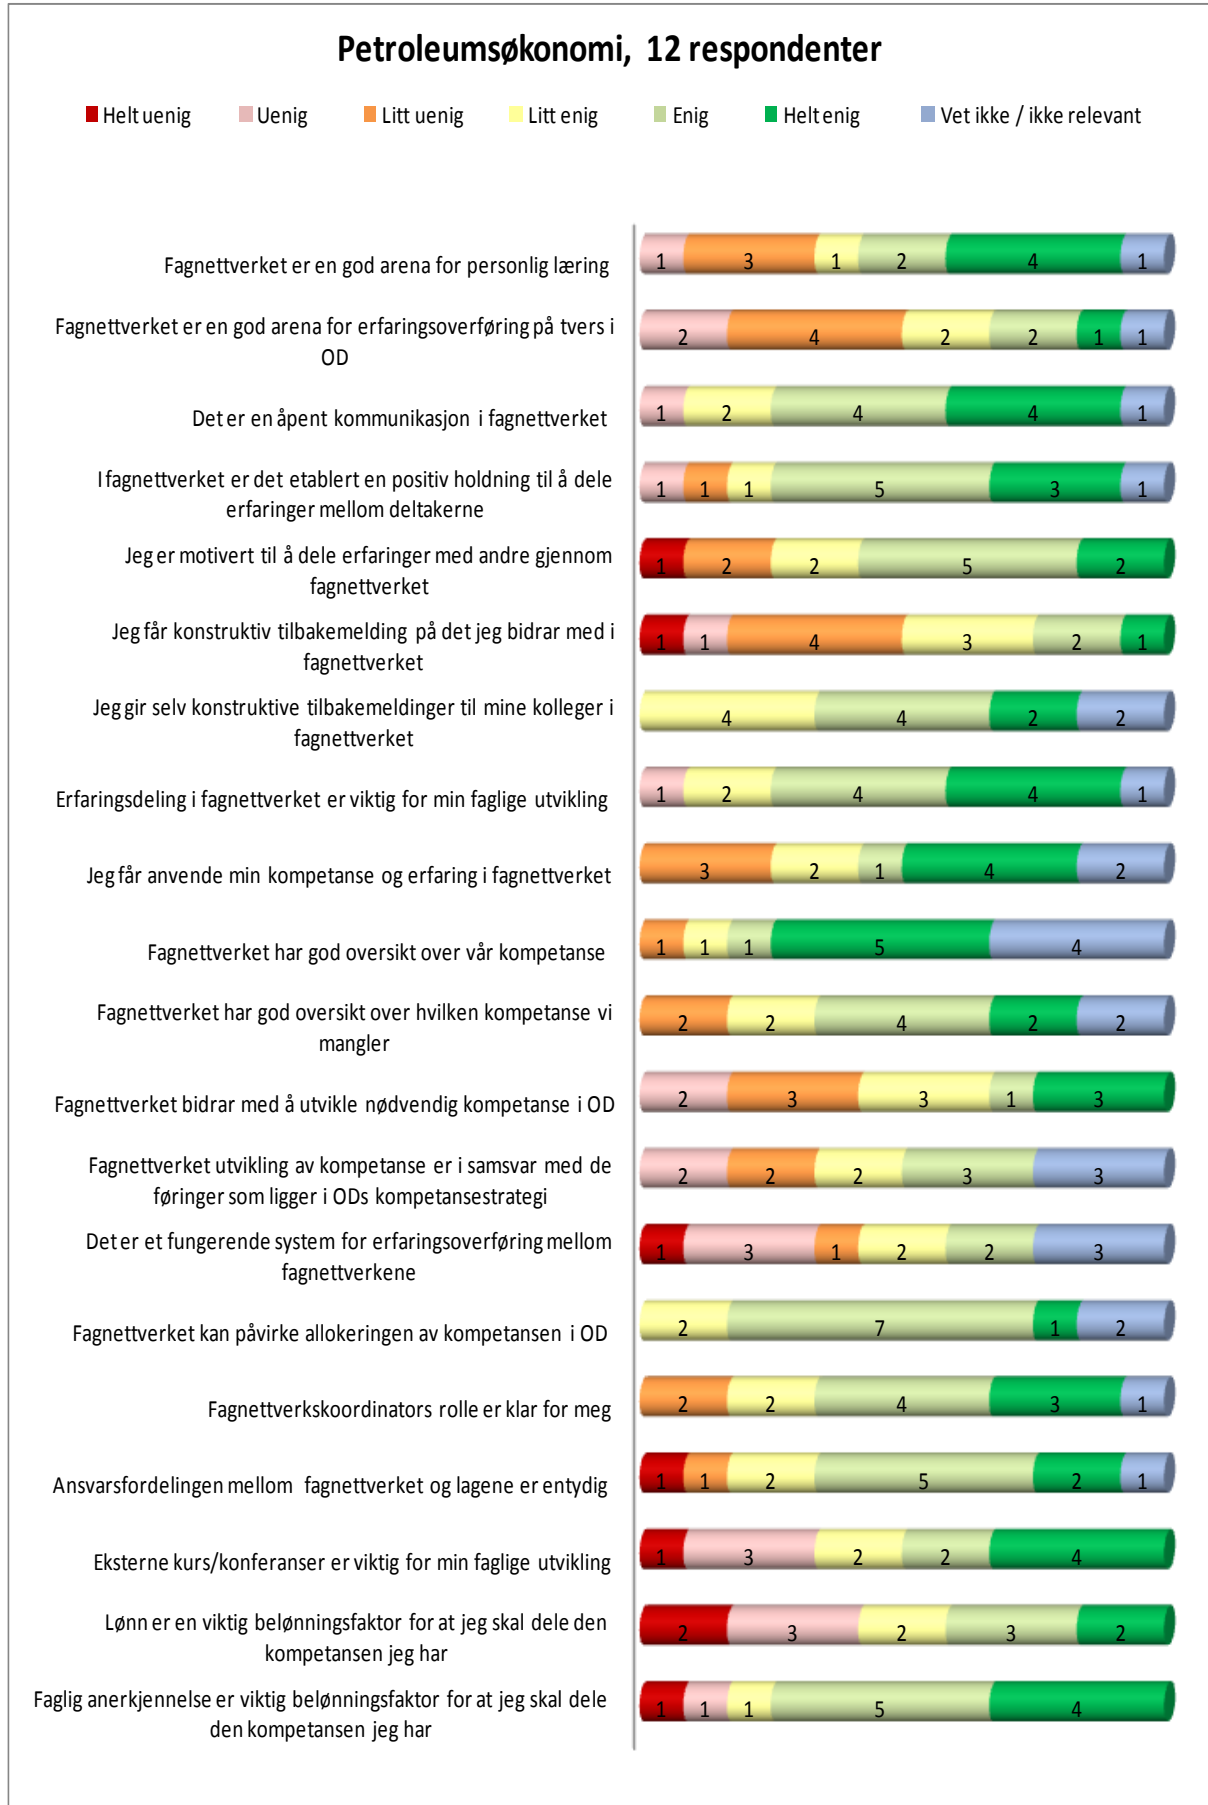 Petroleumsøkonomi, 12 respondenter
Helt uenig Uenig Litt uenig Litt enig Enig Helt enig Vet ikke / ikke relevant
Fagnettverket er en god arena for personlig læring
1 3 1 2 4 1
Fagnettverket er en god arena for erfaringsoverføring på tvers i
OD
2 4 2 2 1 1
Det er en åpent kommunikasjon i fagnettverket
1 2 4 4 1
I fagnettverket er det etablert en positiv holdning til å dele
erfaringer mellom deltakerne
1 1 1 5 3 1
Jeg er motivert til å dele erfaringer med andre gjennom
fagnettverket
1 2 2 5 2
Jeg får konstruktiv tilbakemelding på det jeg bidrar med i
fagnettverket
1 1 4 3 2 1
Jeg gir selv konstruktive tilbakemeldinger til mine kolleger i
fagnettverket
4 4 2 2
Erfaringsdeling i fagnettverket er viktig for min faglige utvikling
1 2 4 4 1
Jeg får anvende min kompetanse og erfaring i fagnettverket
3 2 1 4 2
Fagnettverket har god oversikt over vår kompetanse
1 1 1 5 4
Fagnettverket har god oversikt over hvilken kompetanse vi
mangler
2 2 4 2 2
Fagnettverket bidrar med å utvikle nødvendig kompetanse i OD
2 3 3 1 3
Fagnettverket utvikling av kompetanse er i samsvar med de
føringer som ligger i ODs kompetansestrategi
2 2 2 3 3
Det er et fungerende system for erfaringsoverføring mellom
fagnettverkene
1 3 1 2 2 3
Fagnettverket kan påvirke allokeringen av kompetansen i OD
2 7 1 2
Fagnettverkskoordinators rolle er klar for meg
2 2 4 3 1
Ansvarsfordelingen mellom fagnettverket og lagene er entydig
1 1 2 5 2 1
Eksterne kurs/konferanser er viktig for min faglige utvikling
1 3 2 2 4
Lønn er en viktig belønningsfaktor for at jeg skal dele den
kompetansen jeg har
2 3 2 3 2
Faglig anerkjennelse er viktig belønningsfaktor for at jeg skal dele
den kompetansen jeg har
1 1 1 5 4